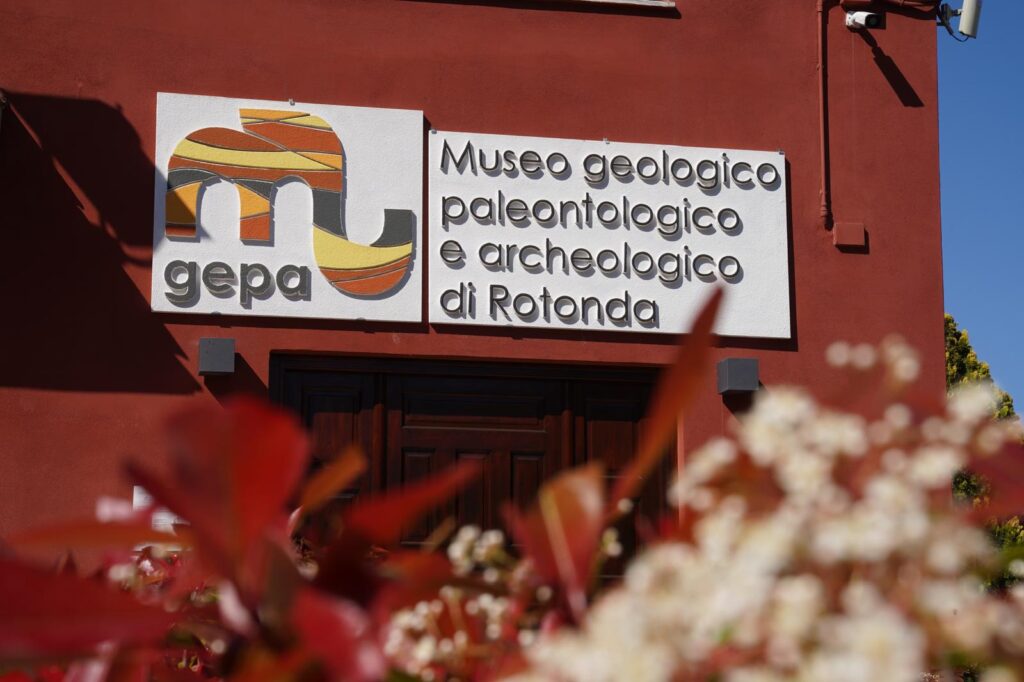 gepa
Museo geologico
paleontologico
e archeologico
di Rotonda